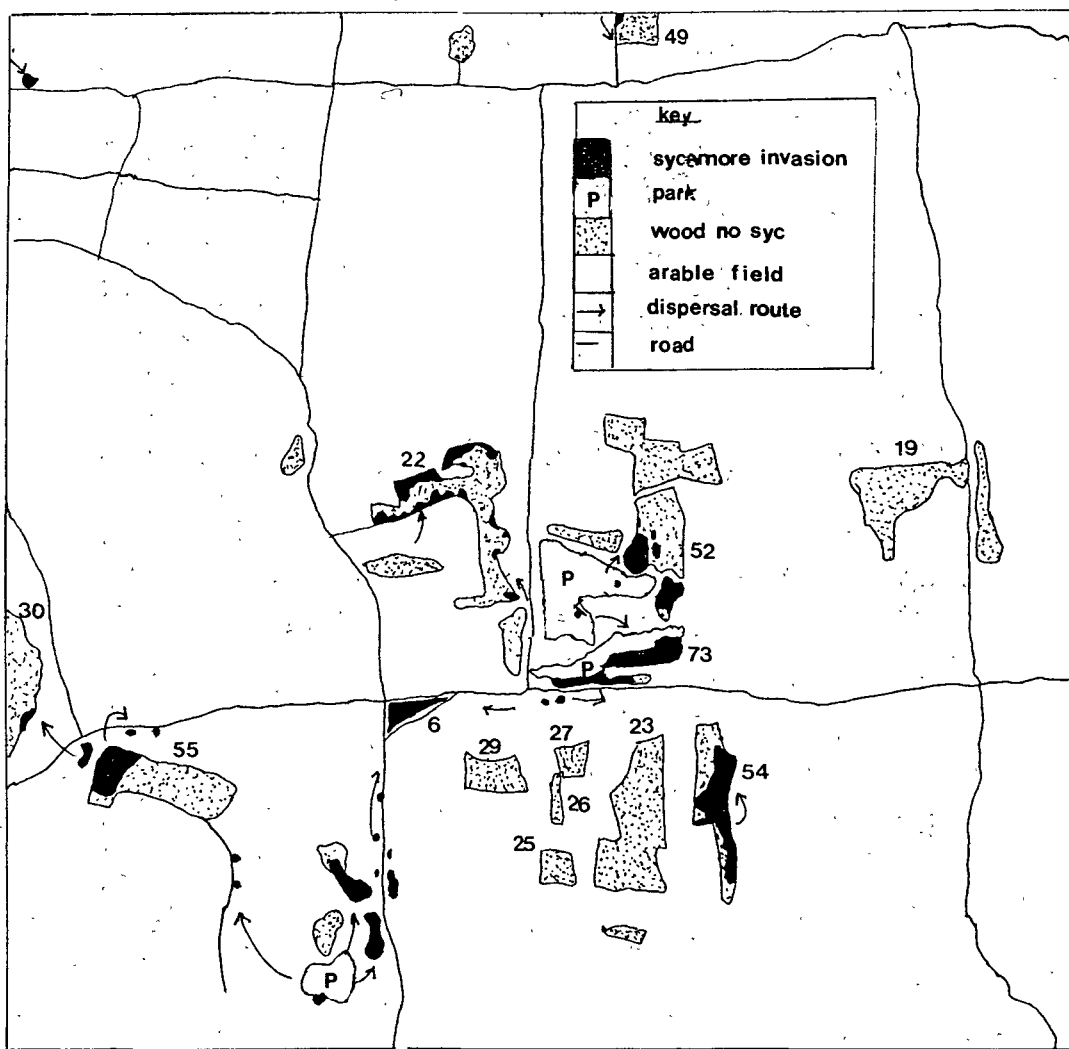 49
key
sycamore invasion
P park
wood no syc
arable field
dispersal route
road
22
19
52
P
30
73
P
6
55
29
27
23
54
26
25
P